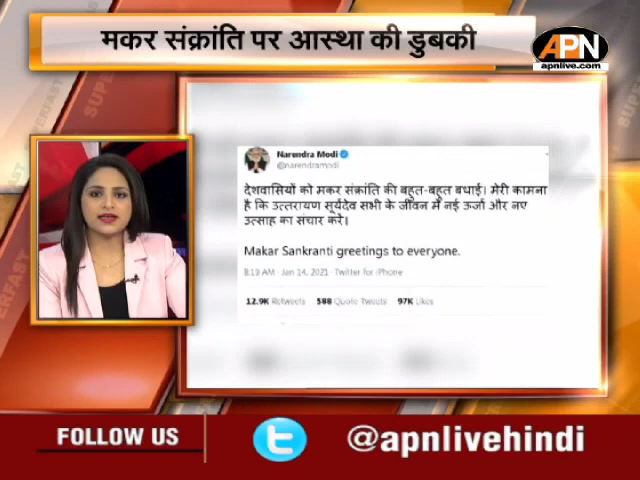 मकर संक्रांति पर आस्था की डुबकी
APN
apnlive.com
Narendra Modi
@narendramodi
देशवासियों को मकर संक्रांति की बहुत-बहुत बधाई। मेरी कामना
है कि उत्तरायण सूर्यदेव सभी के जीवन में नई ऊर्जा और नए
उत्साह का संचार करें।
Makar Sankranti greetings to everyone.
8:19 AM · Jan 14, 2021 · Twitter for iPhone
12.9K Retweets 588 Quote Tweets 97K Likes
SUPERFAST
FOLLOW US
@apnlivehindi